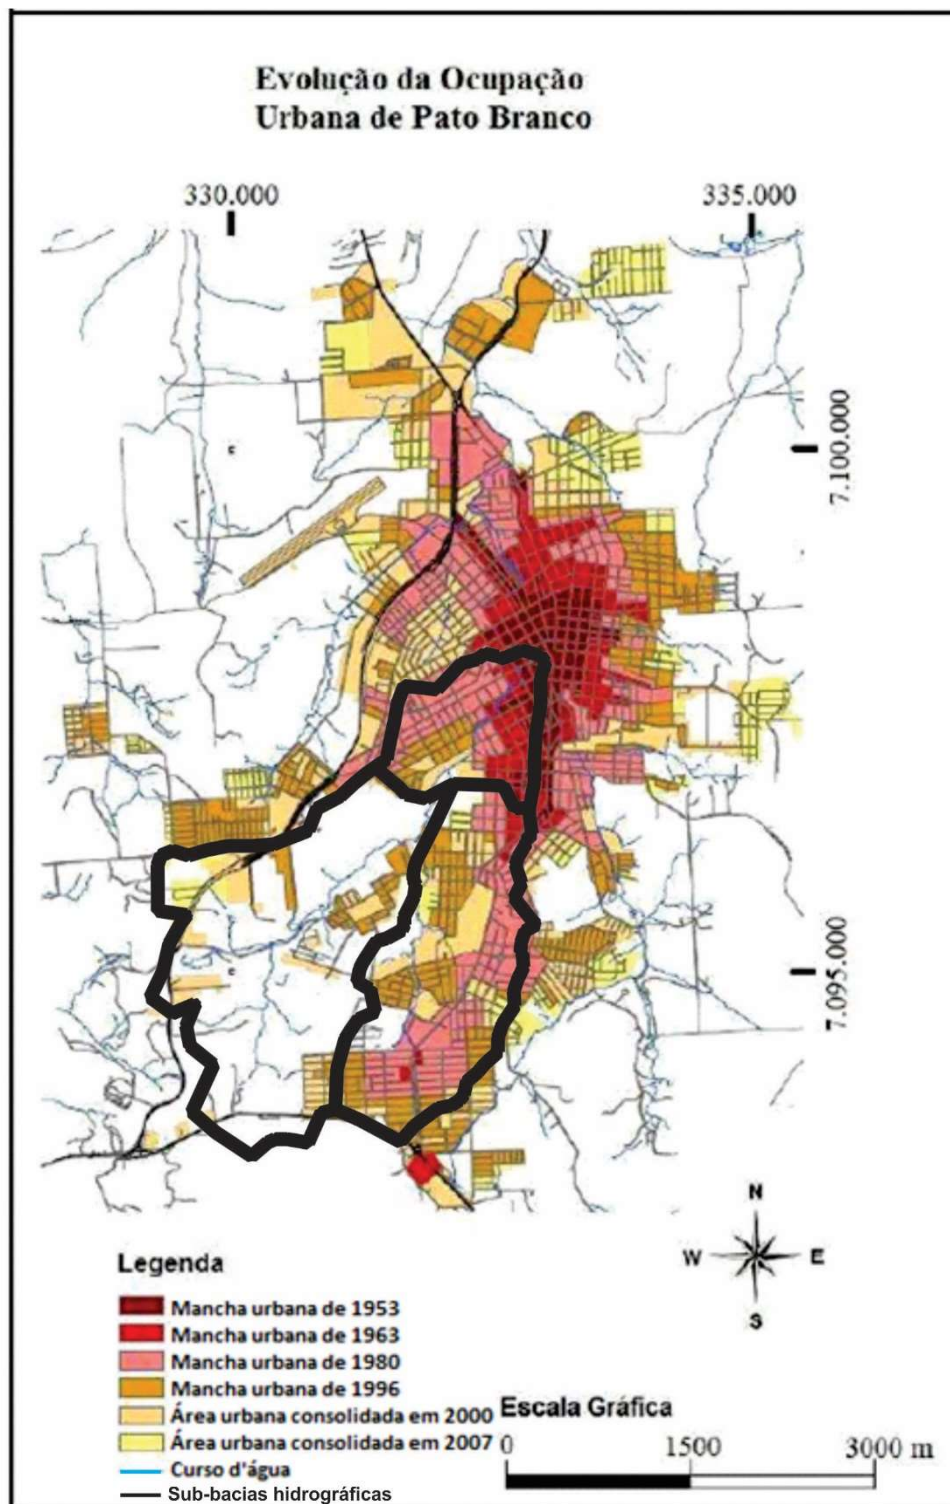 Evolução da Ocupação
Urbana de Pato Branco
330.000
335.000
7.100.000
7.095.000
N
W E
S
Legenda
Mancha urbana de 1953
Mancha urbana de 1963
Mancha urbana de 1980
Mancha urbana de 1996
Área urbana consolidada em 2000
Área urbana consolidada em 2007
Curso d'água
Sub-bacias hidrográficas
Escala Gráfica
0 1500 3000 m